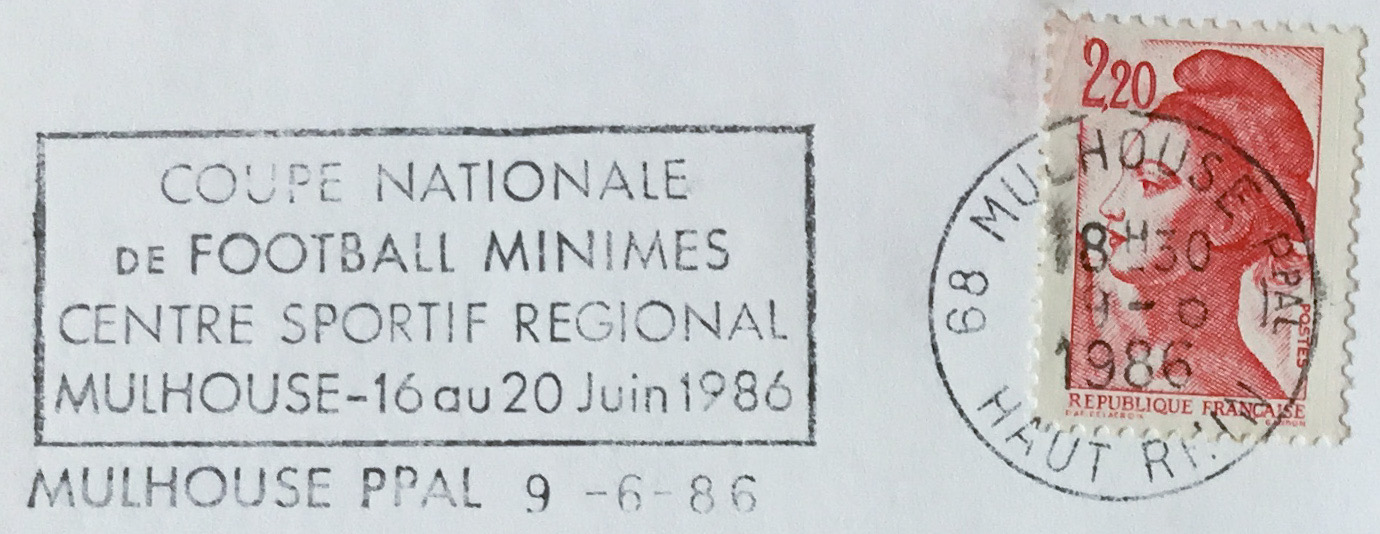 COUPE NATIONALE
DE FOOTBALL MINIMES
CENTRE SPORTIF REGIONAL
MULHOUSE-16 au 20 Juin 1986
MULHOUSE PPAL 9 -6-86
2,20
POSTES
REPUBLIQUE FRANÇAISE
68 MULHOUSE PPAL
18H30
1986
HAUT RHIN